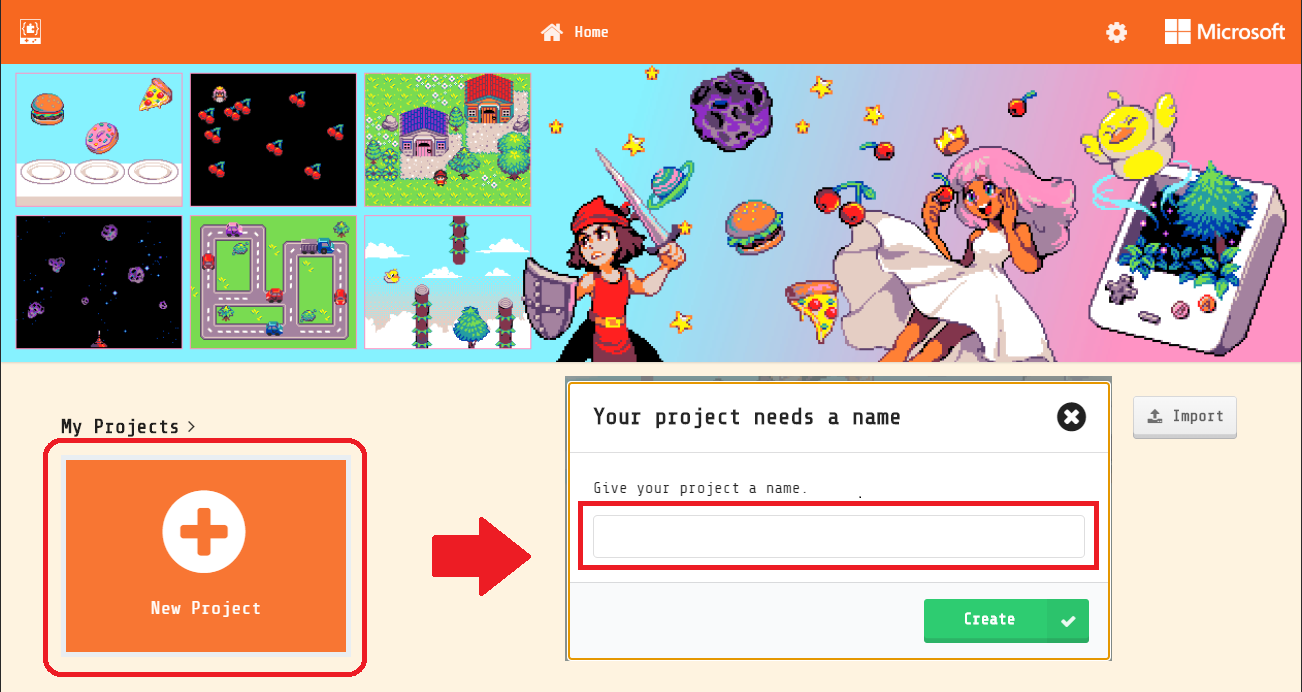 Home
Microsoft
My Projects >
New Project
Your project needs a name
Import
Give your project a name.
Create